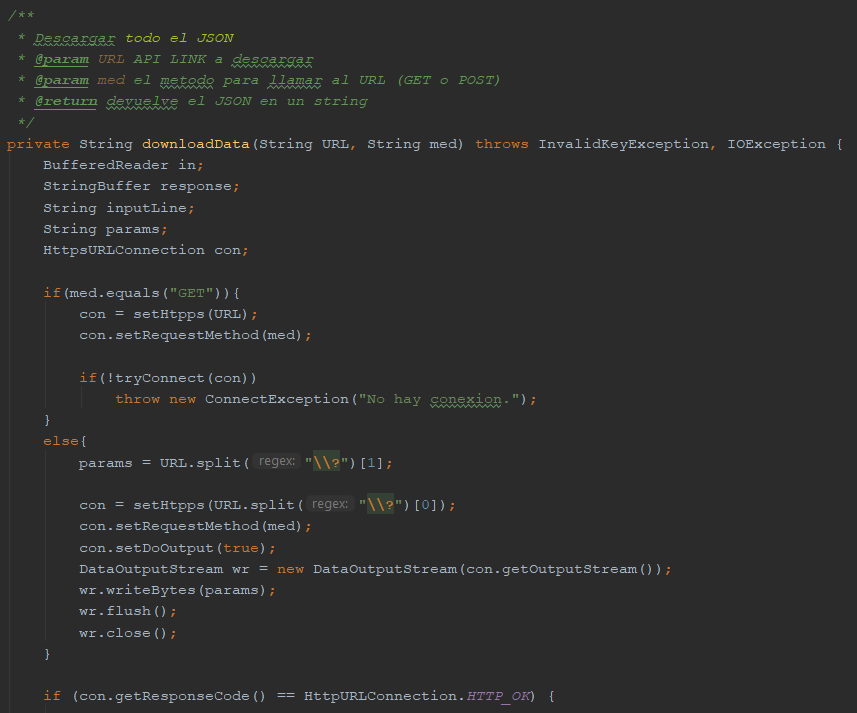 /**
 * Descargar todo el JSON
 * @param URL API LINK a descargar
 * @param med el metodo para llamar al URL (GET o POST)
 * @return devuelve el JSON en un string
 */
private String downloadData(String URL, String med) throws InvalidKeyException, IOException {
    BufferedReader in;
    StringBuffer response;
    String inputLine;
    String params;
    HttpsURLConnection con;

    if(med.equals("GET")){
        con = setHtpps(URL);
        con.setRequestMethod(med);

        if(!tryConnect(con))
            throw new ConnectException("No hay conexion.");
    }
    else{
        params = URL.split( regex: "\\?")[1];

        con = setHtpps(URL.split( regex: "\\?")[0]);
        con.setRequestMethod(med);
        con.setDoOutput(true);
        DataOutputStream wr = new DataOutputStream(con.getOutputStream());
        wr.writeBytes(params);
        wr.flush();
        wr.close();
    }

    if (con.getResponseCode() == HttpURLConnection.HTTP_OK) {